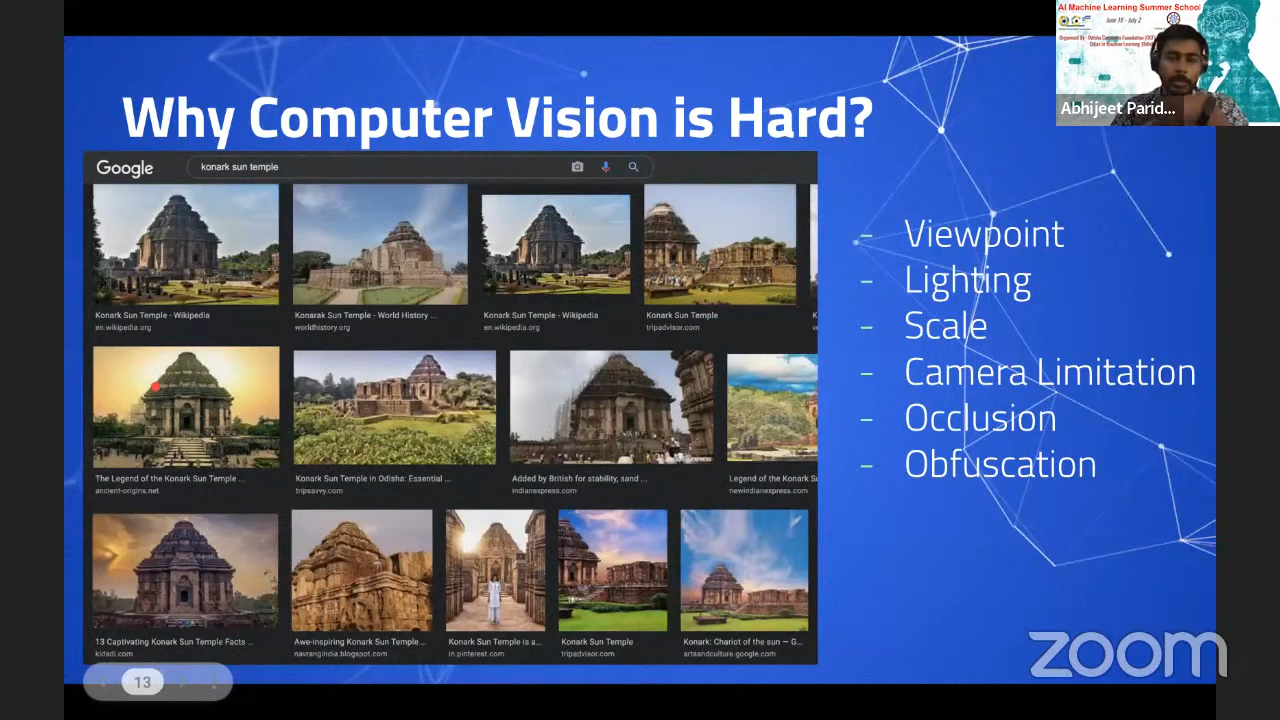 AI Machine Learning Summer School
June 18 - July 2
Abhijeet Parid...
Why Computer Vision is Hard?
Google
konark sun temple
Konark Sun Temple - Wikipedia
en.wikipedia.org
Konarak Sun Temple - World History ...
worldhistory.org
Konark Sun Temple - Wikipedia
en.wikipedia.org
Konark Sun Temple
tripadvisor.com
The Legend of the Konark Sun Temple ...
ancient-origins.net
Konark Sun Temple in Odisha: Essential ...
tripsavvy.com
Added by British for stability, sand ...
indianexpress.com
Legend of the Konark Su
newindianexpress.com
13 Captivating Konark Sun Temple Facts ...
kidadl.com
Awe-inspiring Konark Sun Temple ...
navrangindia.blogspot.com
Konark Sun Temple is a...
in.pinterest.com
Konark Sun Temple
tripadvisor.com
Konark: Chariot of the sun — G...
artsandculture.google.com
- Viewpoint
- Lighting
- Scale
- Camera Limitation
- Occlusion
- Obfuscation
13
zoom